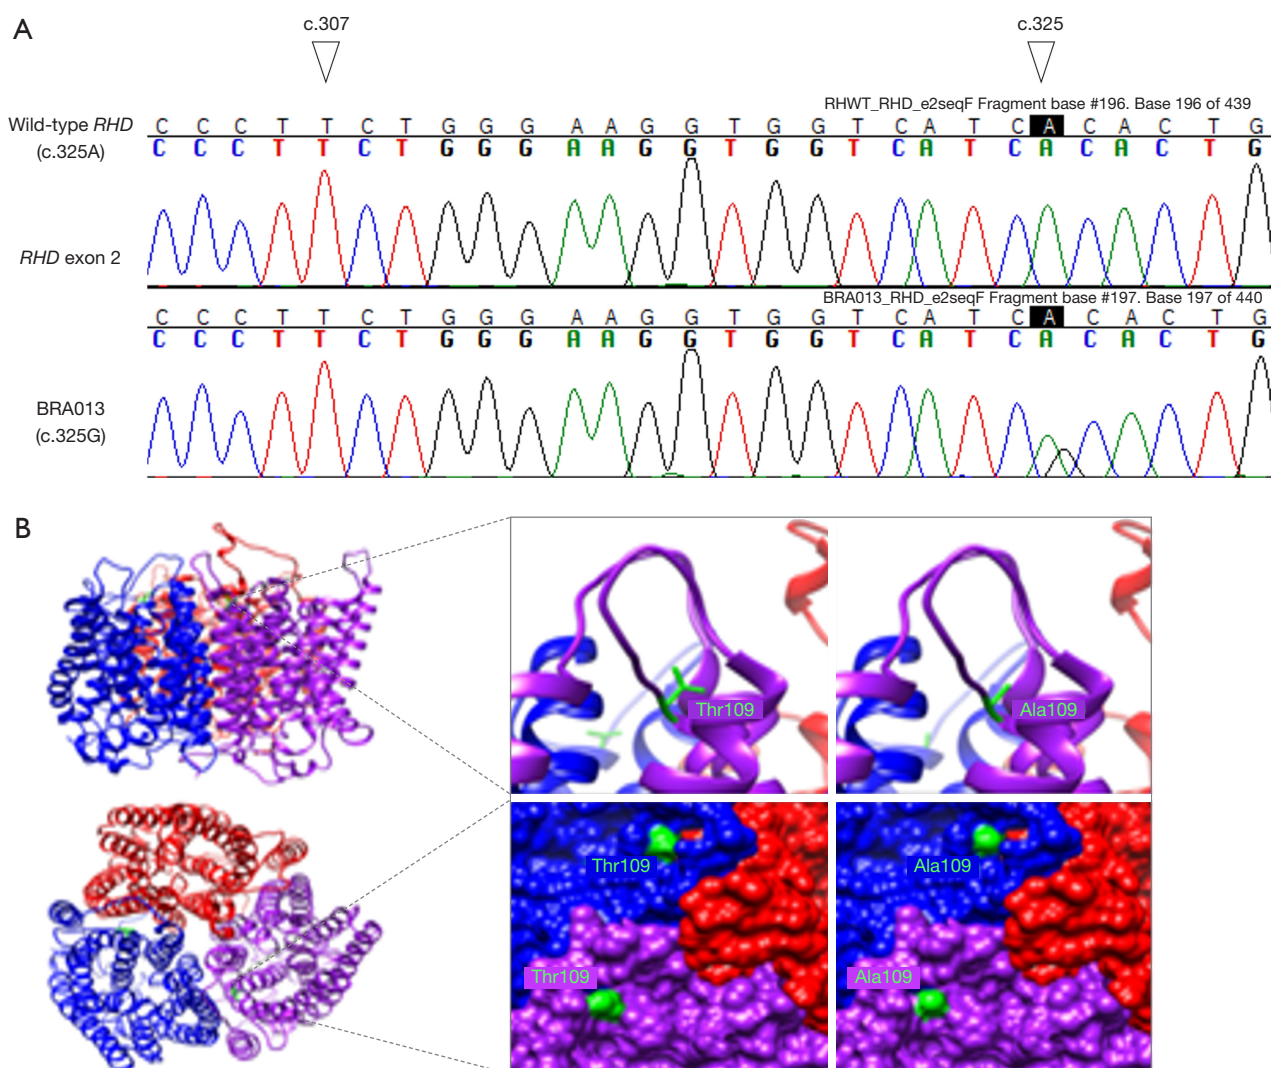 A
c.307
c.325
RHWT_RHD_e2seqF Fragment base #196. Base 196 of 439
Wild-type RHD
(c.325A)
C C C T T C T G G G A A G G T G G T C A T C A C A C T G
C C C T T C T G G G A A G G T G G T C A T C A C A C T G
RHD exon 2
BRA013_RHD_e2seqF Fragment base #197. Base 197 of 440
C C C T T C T G G G A A G G T G G T C A T C A C A C T G
C C C T T C T G G G A A G G T G G T C A T C A C A C T G
BRA013
(c.325G)
B
Thr109
Ala109
Thr109
Ala109
Thr109
Ala109